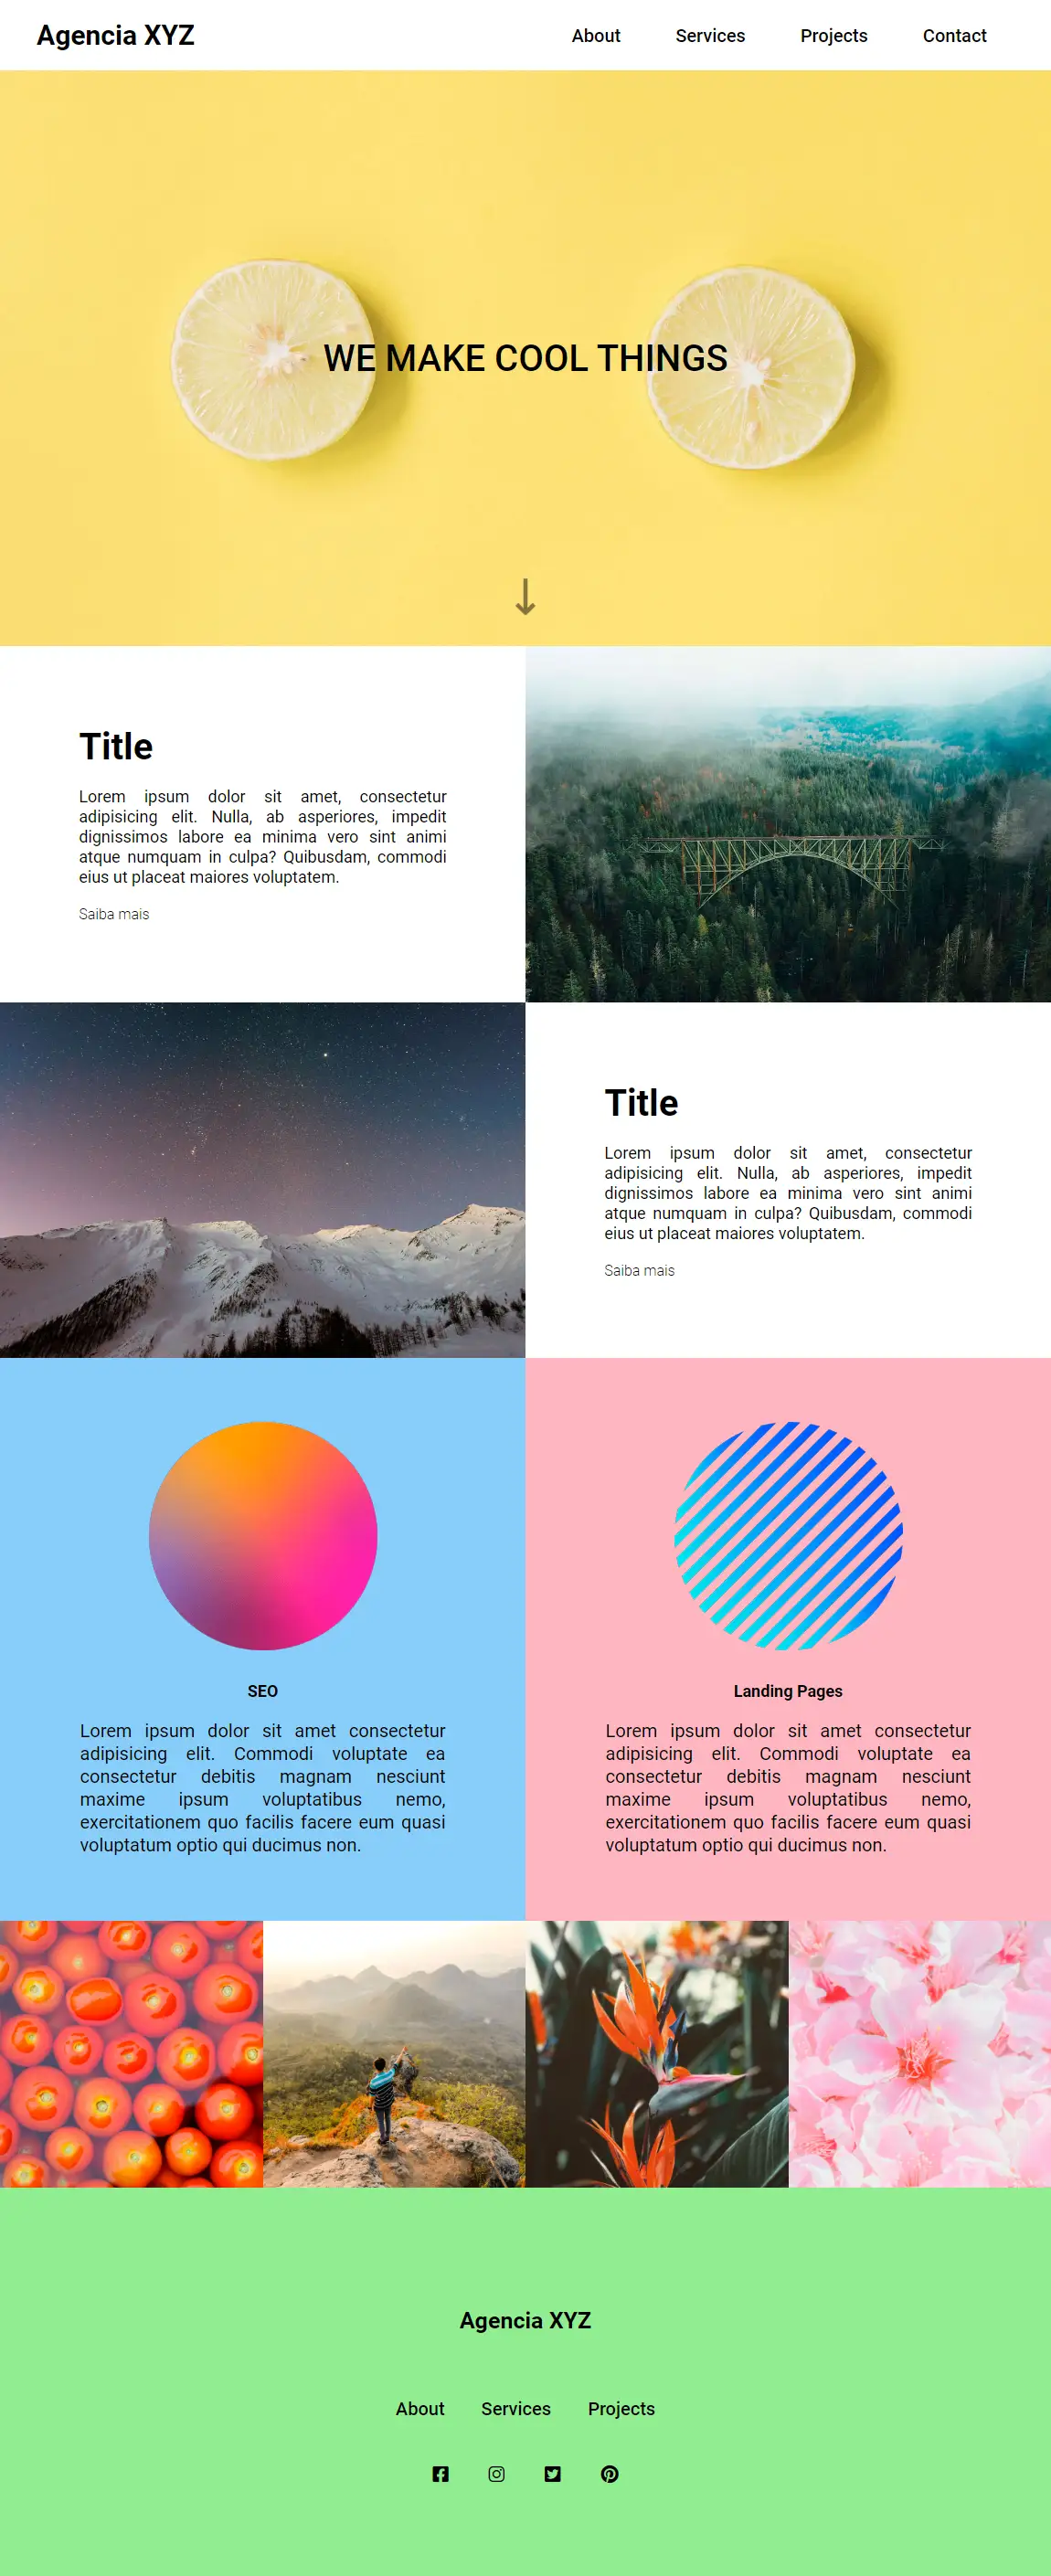 Agencia XYZ
About Services Projects Contact
WE MAKE COOL THINGS
Title
Lorem ipsum dolor sit amet, consectetur
adipisicing elit. Nulla, ab asperiores, impedit
dignissimos labore ea minima vero sint animi
atque numquam in culpa? Quibusdam, commodi
eius ut placeat maiores voluptatem.
Saiba mais
Title
Lorem ipsum dolor sit amet, consectetur
adipisicing elit. Nulla, ab asperiores, impedit
dignissimos labore ea minima vero sint animi
atque numquam in culpa? Quibusdam, commodi
eius ut placeat maiores voluptatem.
Saiba mais
SEO
Lorem ipsum dolor sit amet consectetur
adipisicing elit. Commodi voluptate ea
consectetur debitis magnam nesciunt
maxime ipsum voluptatibus nemo,
exercitationem quo facilis facere eum quasi
voluptatum optio qui ducimus non.
Landing Pages
Lorem ipsum dolor sit amet consectetur
adipisicing elit. Commodi voluptate ea
consectetur debitis magnam nesciunt
maxime ipsum voluptatibus nemo,
exercitationem quo facilis facere eum quasi
voluptatum optio qui ducimus non.
Agencia XYZ
About Services Projects